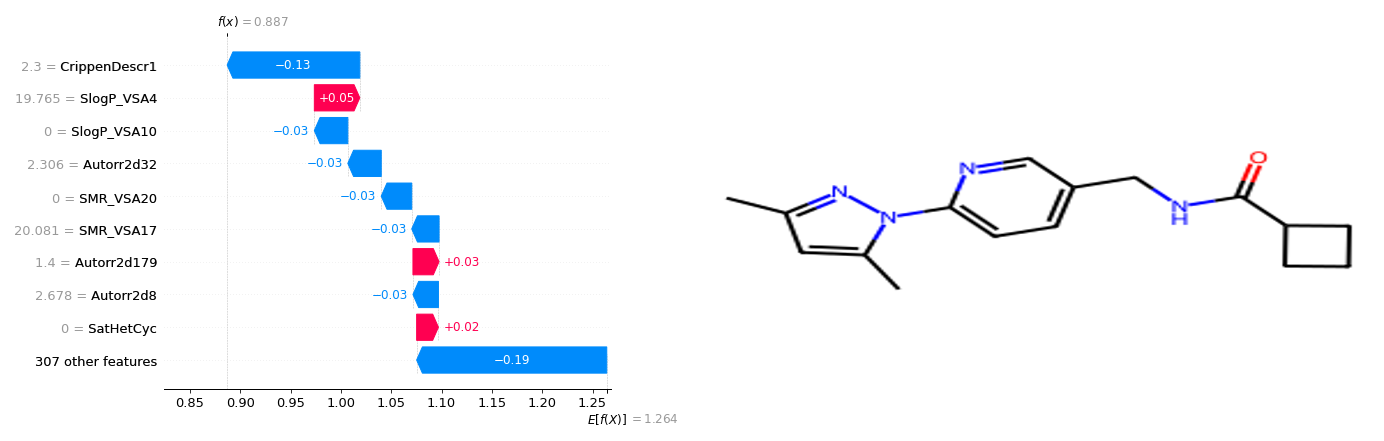 f(x) = 0.887
2.3 = CrippenDescr1
−0.13
19.765 = SlogP_VSA4
+0.05
0 = SlogP_VSA10
−0.03
2.306 = Autorr2d32
−0.03
0 = SMR_VSA20
−0.03
20.081 = SMR_VSA17
−0.03
1.4 = Autorr2d179
+0.03
2.678 = Autorr2d8
−0.03
0 = SatHetCyc
+0.02
307 other features
−0.19
0.85 0.90 0.95 1.00 1.05 1.10 1.15 1.20 1.25
E[f(X)] = 1.264
N
N
N
N
H
O